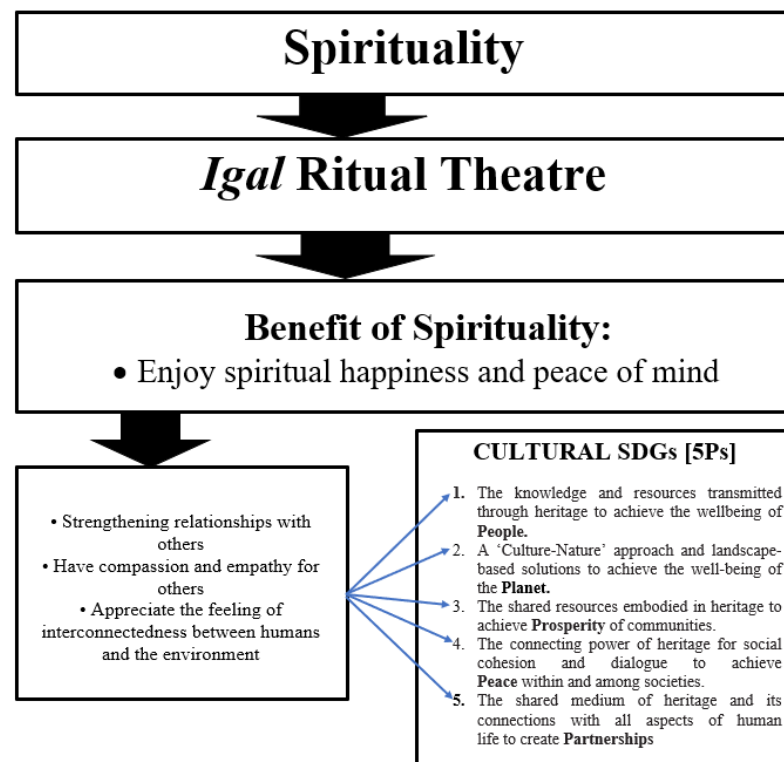 Spirituality
Igal Ritual Theatre
Benefit of Spirituality:
• Enjoy spiritual happiness and peace of mind
• Strengthening relationships with
others
• Have compassion and empathy for
others
• Appreciate the feeling of
interconnectedness between humans
and the environment
CULTURAL SDGs [5Ps]
1. The knowledge and resources transmitted
through heritage to achieve the wellbeing of
People.
2. A ‘Culture-Nature’ approach and landscape-
based solutions to achieve the well-being of
the Planet.
3. The shared resources embodied in heritage to
achieve Prosperity of communities.
4. The connecting power of heritage for social
cohesion and dialogue to achieve
Peace within and among societies.
5. The shared medium of heritage and its
connections with all aspects of human
life to create Partnerships